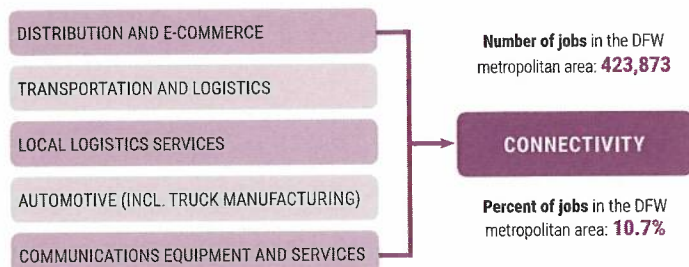 DISTRIBUTION AND E-COMMERCE
TRANSPORTATION AND LOGISTICS
LOCAL LOGISTICS SERVICES
AUTOMOTIVE (INCL. TRUCK MANUFACTURING)
COMMUNICATIONS EQUIPMENT AND SERVICES
Number of jobs in the DFW
metropolitan area: 423,873
CONNECTIVITY
Percent of jobs in the DFW
metropolitan area: 10.7%